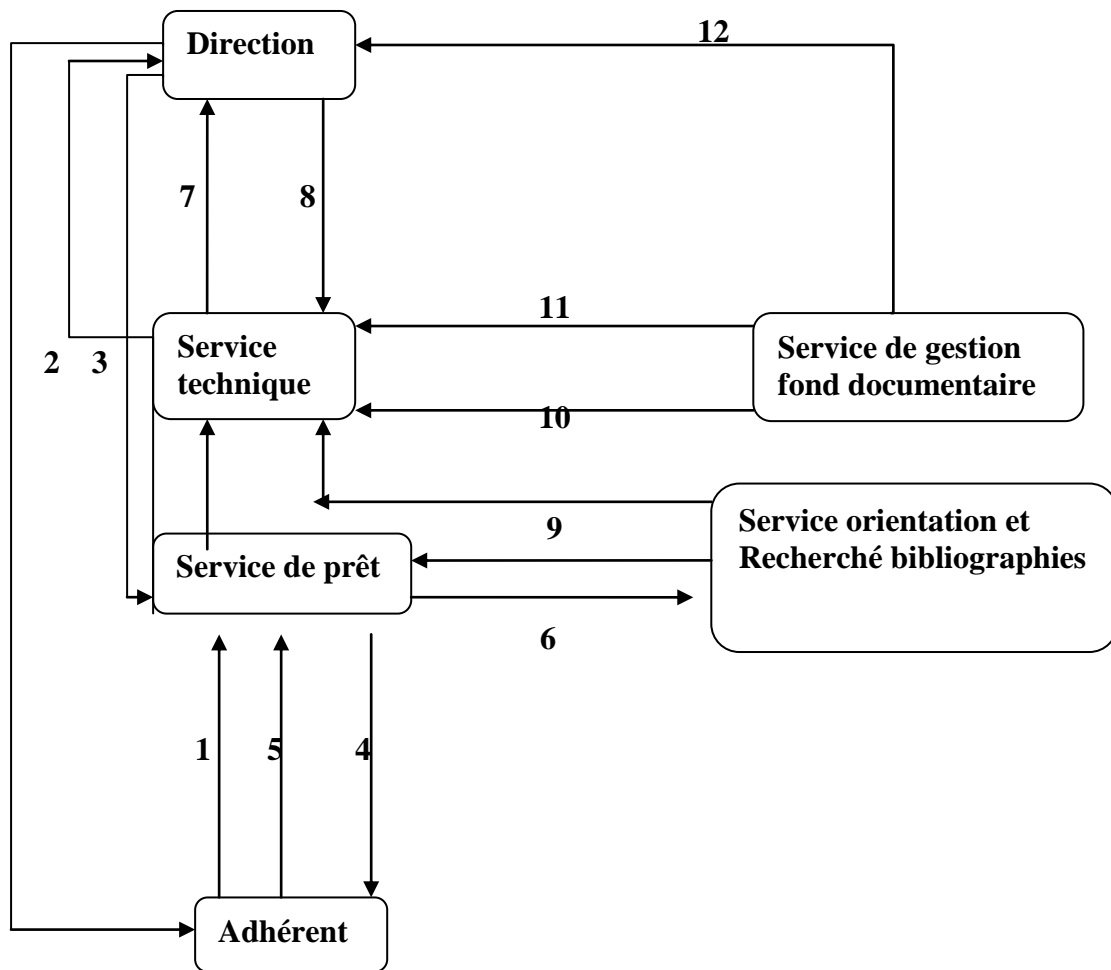 Direction
12
7
8
11
Service
technique
Service de gestion
fond documentaire
2
3
10
Service orientation et
Recherché bibliographies
9
Service de prêt
6
1
5
4
Adhérent